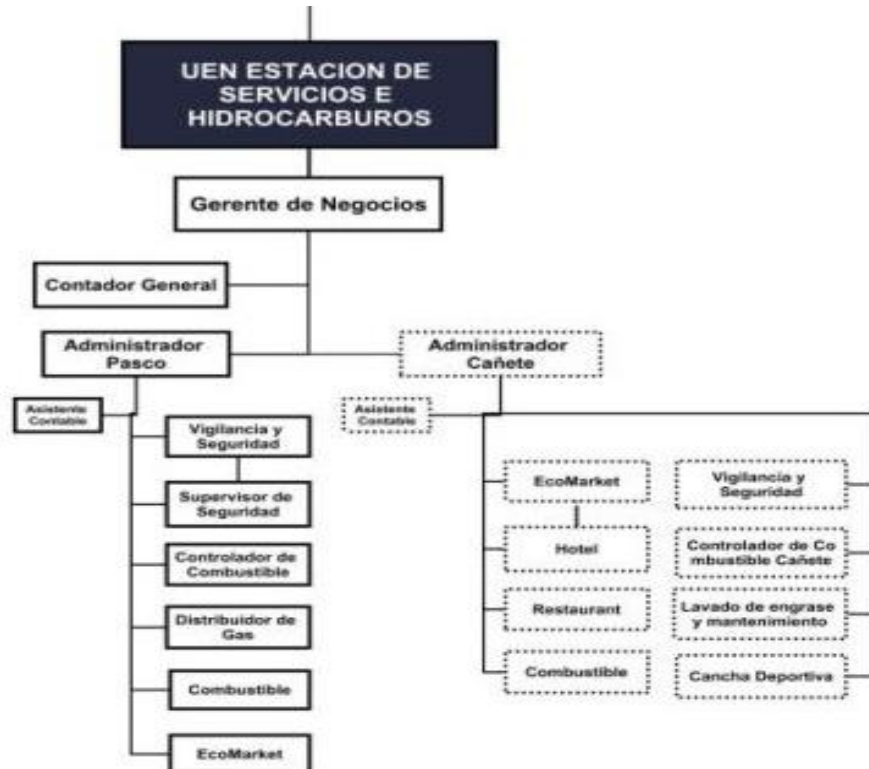 UEN ESTACION DE
SERVICIOS E
HIDROCARBUROS
Gerente de Negocios
Contador General
Administrador
Pasco
Administrador
Cañete
Asistente
Contable
Asistente
Contable
Vigilancia y
Seguridad
Supervisor de
Seguridad
Controlador de
Combustible
Distribuidor de
Gas
Combustible
EcoMarket
EcoMarket
Hotel
Restaurant
Combustible
Vigilancia y
Seguridad
Controlador de Co
mbustible Cañete
Lavado de engrase
y mantenimiento
Cancha Deportiva